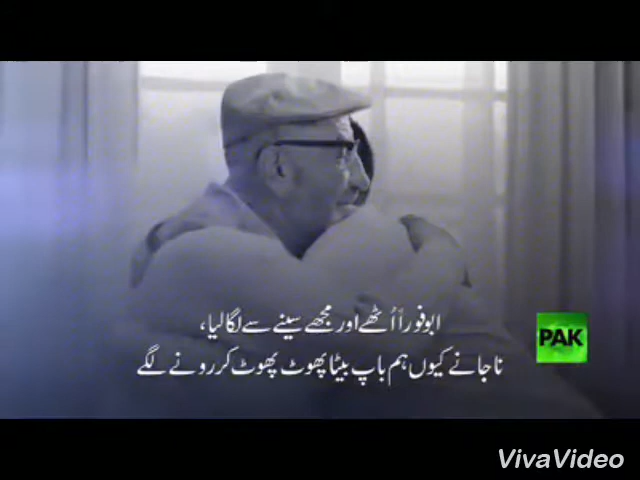 ابو فوراً اُٹھے اور مجھے سینے سے لگا لیا،
نا جانے کیوں ہم باپ بیٹا پھوٹ پھوٹ کر رونے لگے
PAK
VivaVideo